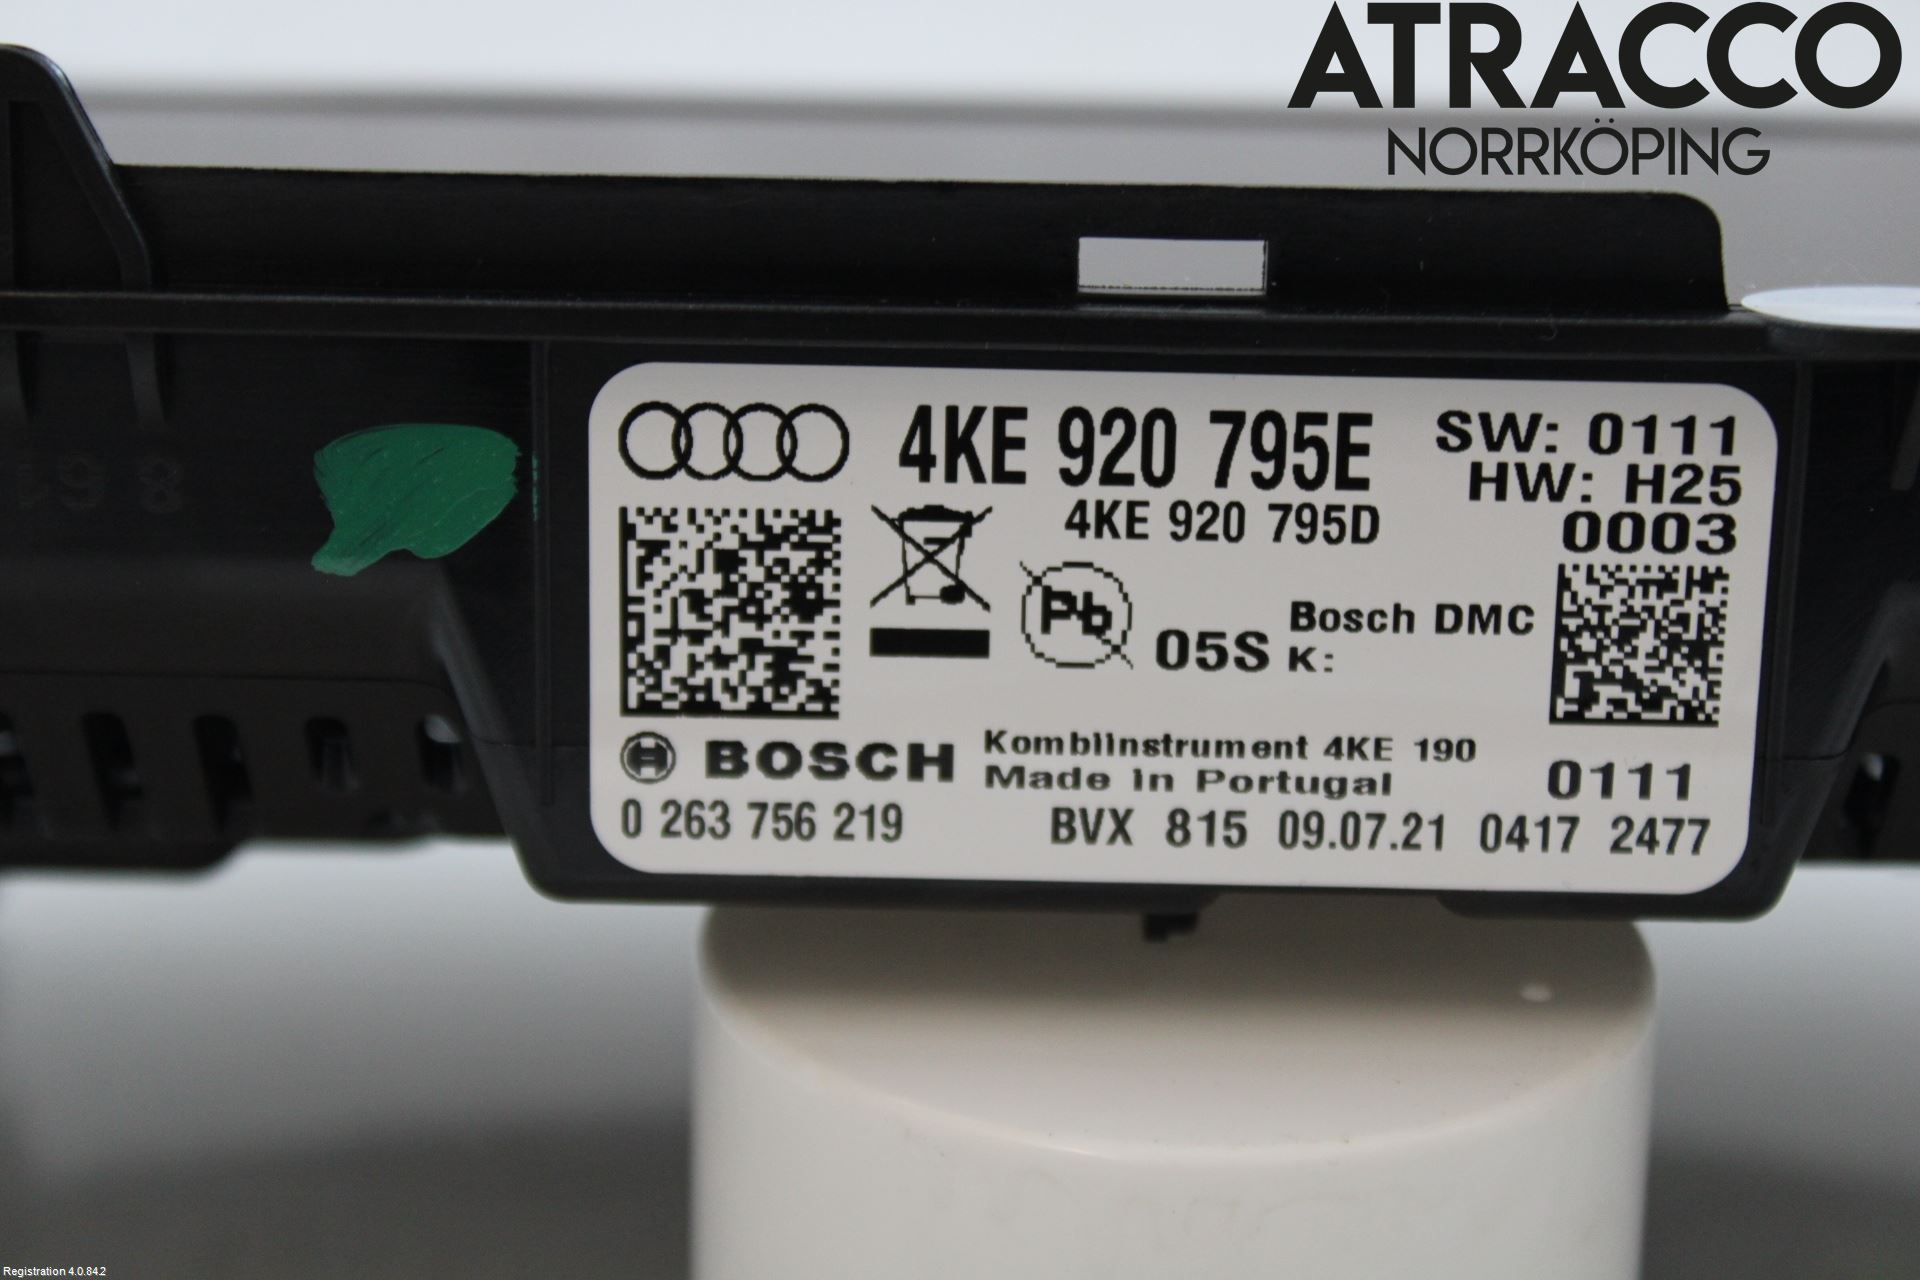 ATRACCO
NORRKÖPING
4KE 920 795E
SW: 0111
HW: H25
4KE 920 795D
0003
Pb
05S
Bosch DMC
K:
BOSCH
Kombiinstrument 4KE 190
Made in Portugal
0111
0 263 756 219
BVX 815 09.07.21 0417 2477
Registration 4.0.84.2